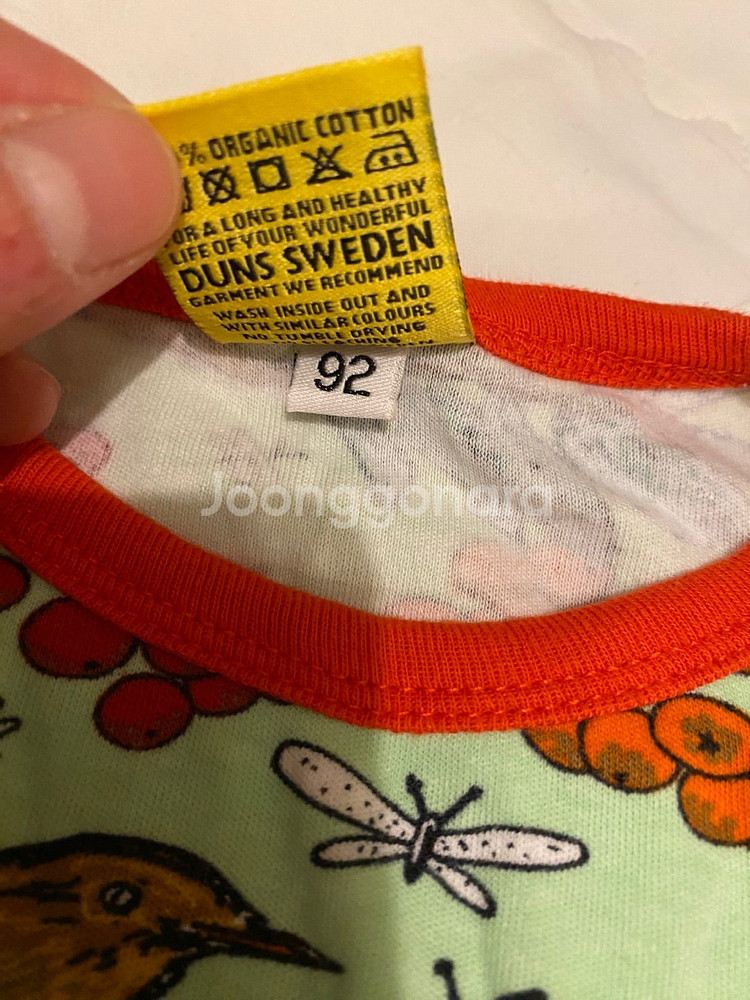 % ORGANIC COTTON
FOR A LONG AND HEALTHY
LIFE OF YOUR WONDERFUL
DUNS SWEDEN
GARMENT WE RECOMMEND
WASH INSIDE OUT AND
WITH SIMILAR COLOURS
NO TUMBLE DRYING
92
Joonggonara